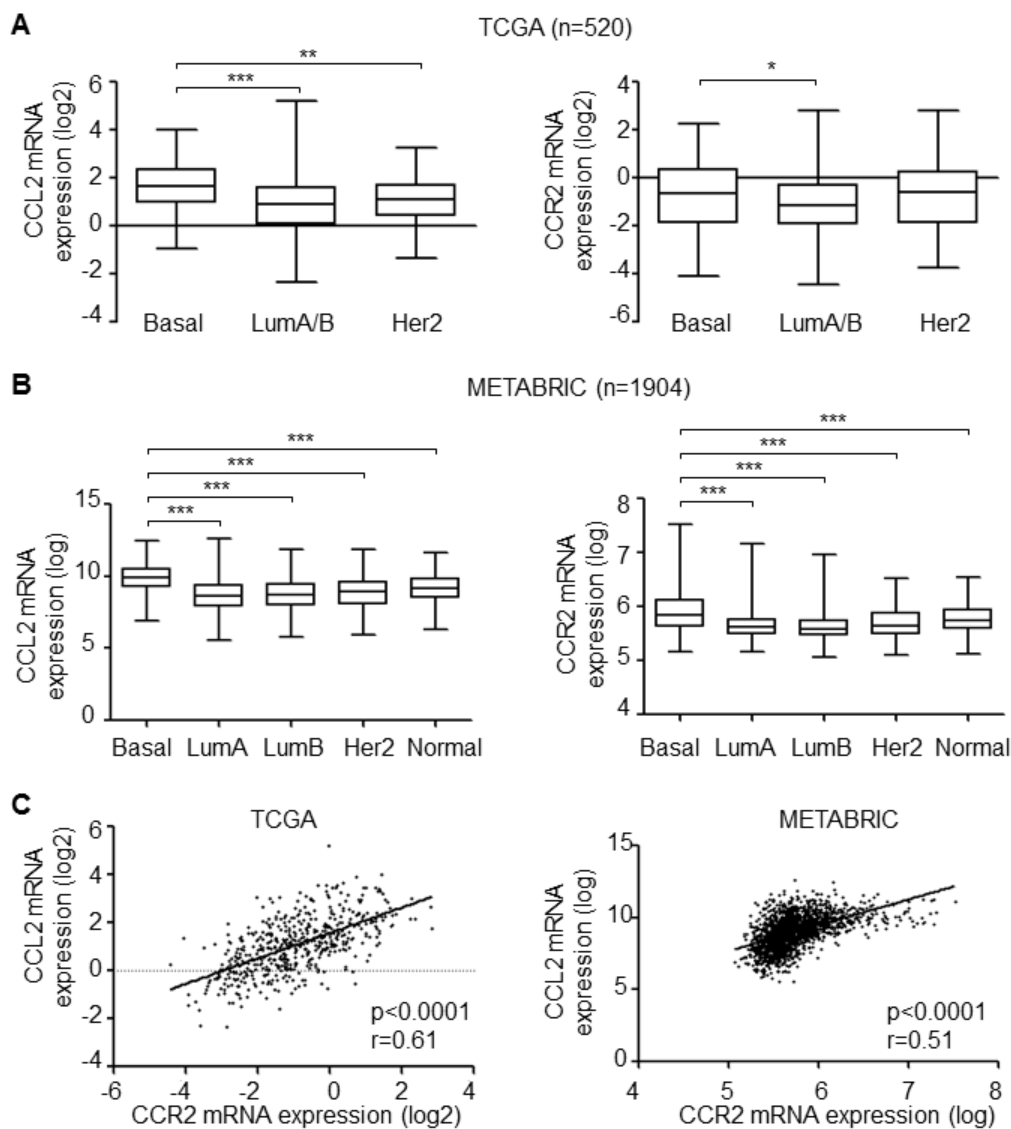 A
TCGA (n=520)
**
***
CCL2 mRNA
expression (log2)
6
4
2
0
-2
-4
Basal LumA/B Her2
*
CCR2 mRNA
expression (log2)
4
2
0
-2
-4
-6
Basal LumA/B Her2
B
METABRIC (n=1904)
***
***
***
***
CCL2 mRNA
expression (log)
15
10
5
0
Basal LumA LumB Her2 Normal
***
***
***
***
CCR2 mRNA
expression (log)
8
7
6
5
4
Basal LumA LumB Her2 Normal
C
TCGA
CCL2 mRNA
expression (log2)
6
4
2
0
-2
-4
p<0.0001
r=0.61
-6 -4 -2 0 2 4
CCR2 mRNA expression (log2)
METABRIC
CCL2 mRNA
expression (log)
15
10
5
0
p<0.0001
r=0.51
4 5 6 7 8
CCR2 mRNA expression (log)